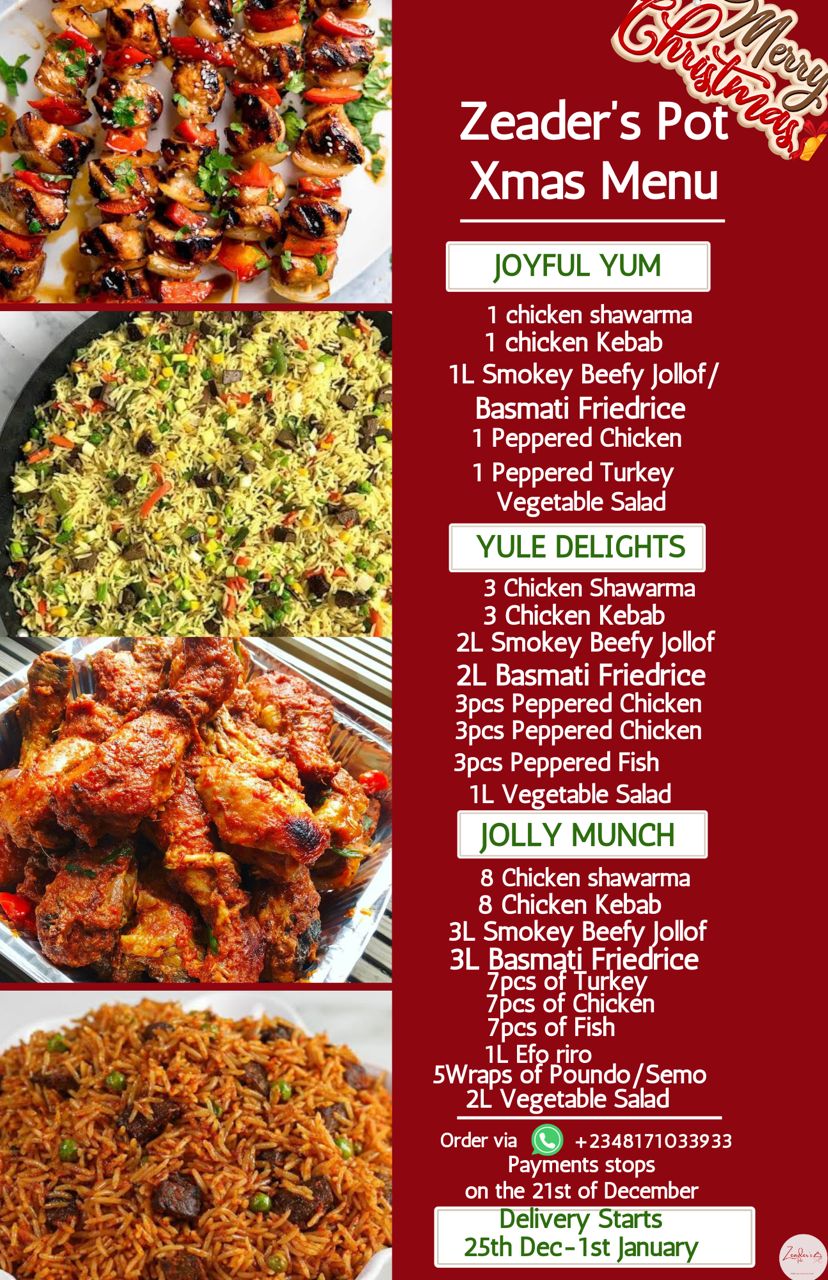 Merry
Christmas
Zeader's Pot
Xmas Menu
JOYFUL YUM
1 chicken shawarma
1 chicken Kebab
1L Smokey Beefy Jollof/
Basmati Friedrice
1 Peppered Chicken
1 Peppered Turkey
Vegetable Salad
YULE DELIGHTS
3 Chicken Shawarma
3 Chicken Kebab
2L Smokey Beefy Jollof
2L Basmati Friedrice
3pcs Peppered Chicken
3pcs Peppered Chicken
3pcs Peppered Fish
1L Vegetable Salad
JOLLY MUNCH
8 Chicken shawarma
8 Chicken Kebab
3L Smokey Beefy Jollof
3L Basmati Friedrice
7pcs of Turkey
7pcs of Chicken
7pcs of Fish
1L Efo riro
5Wraps of Poundo/Semo
2L Vegetable Salad
Order via +2348171033933
Payments stops
on the 21st of December
Delivery Starts
25th Dec-1st January